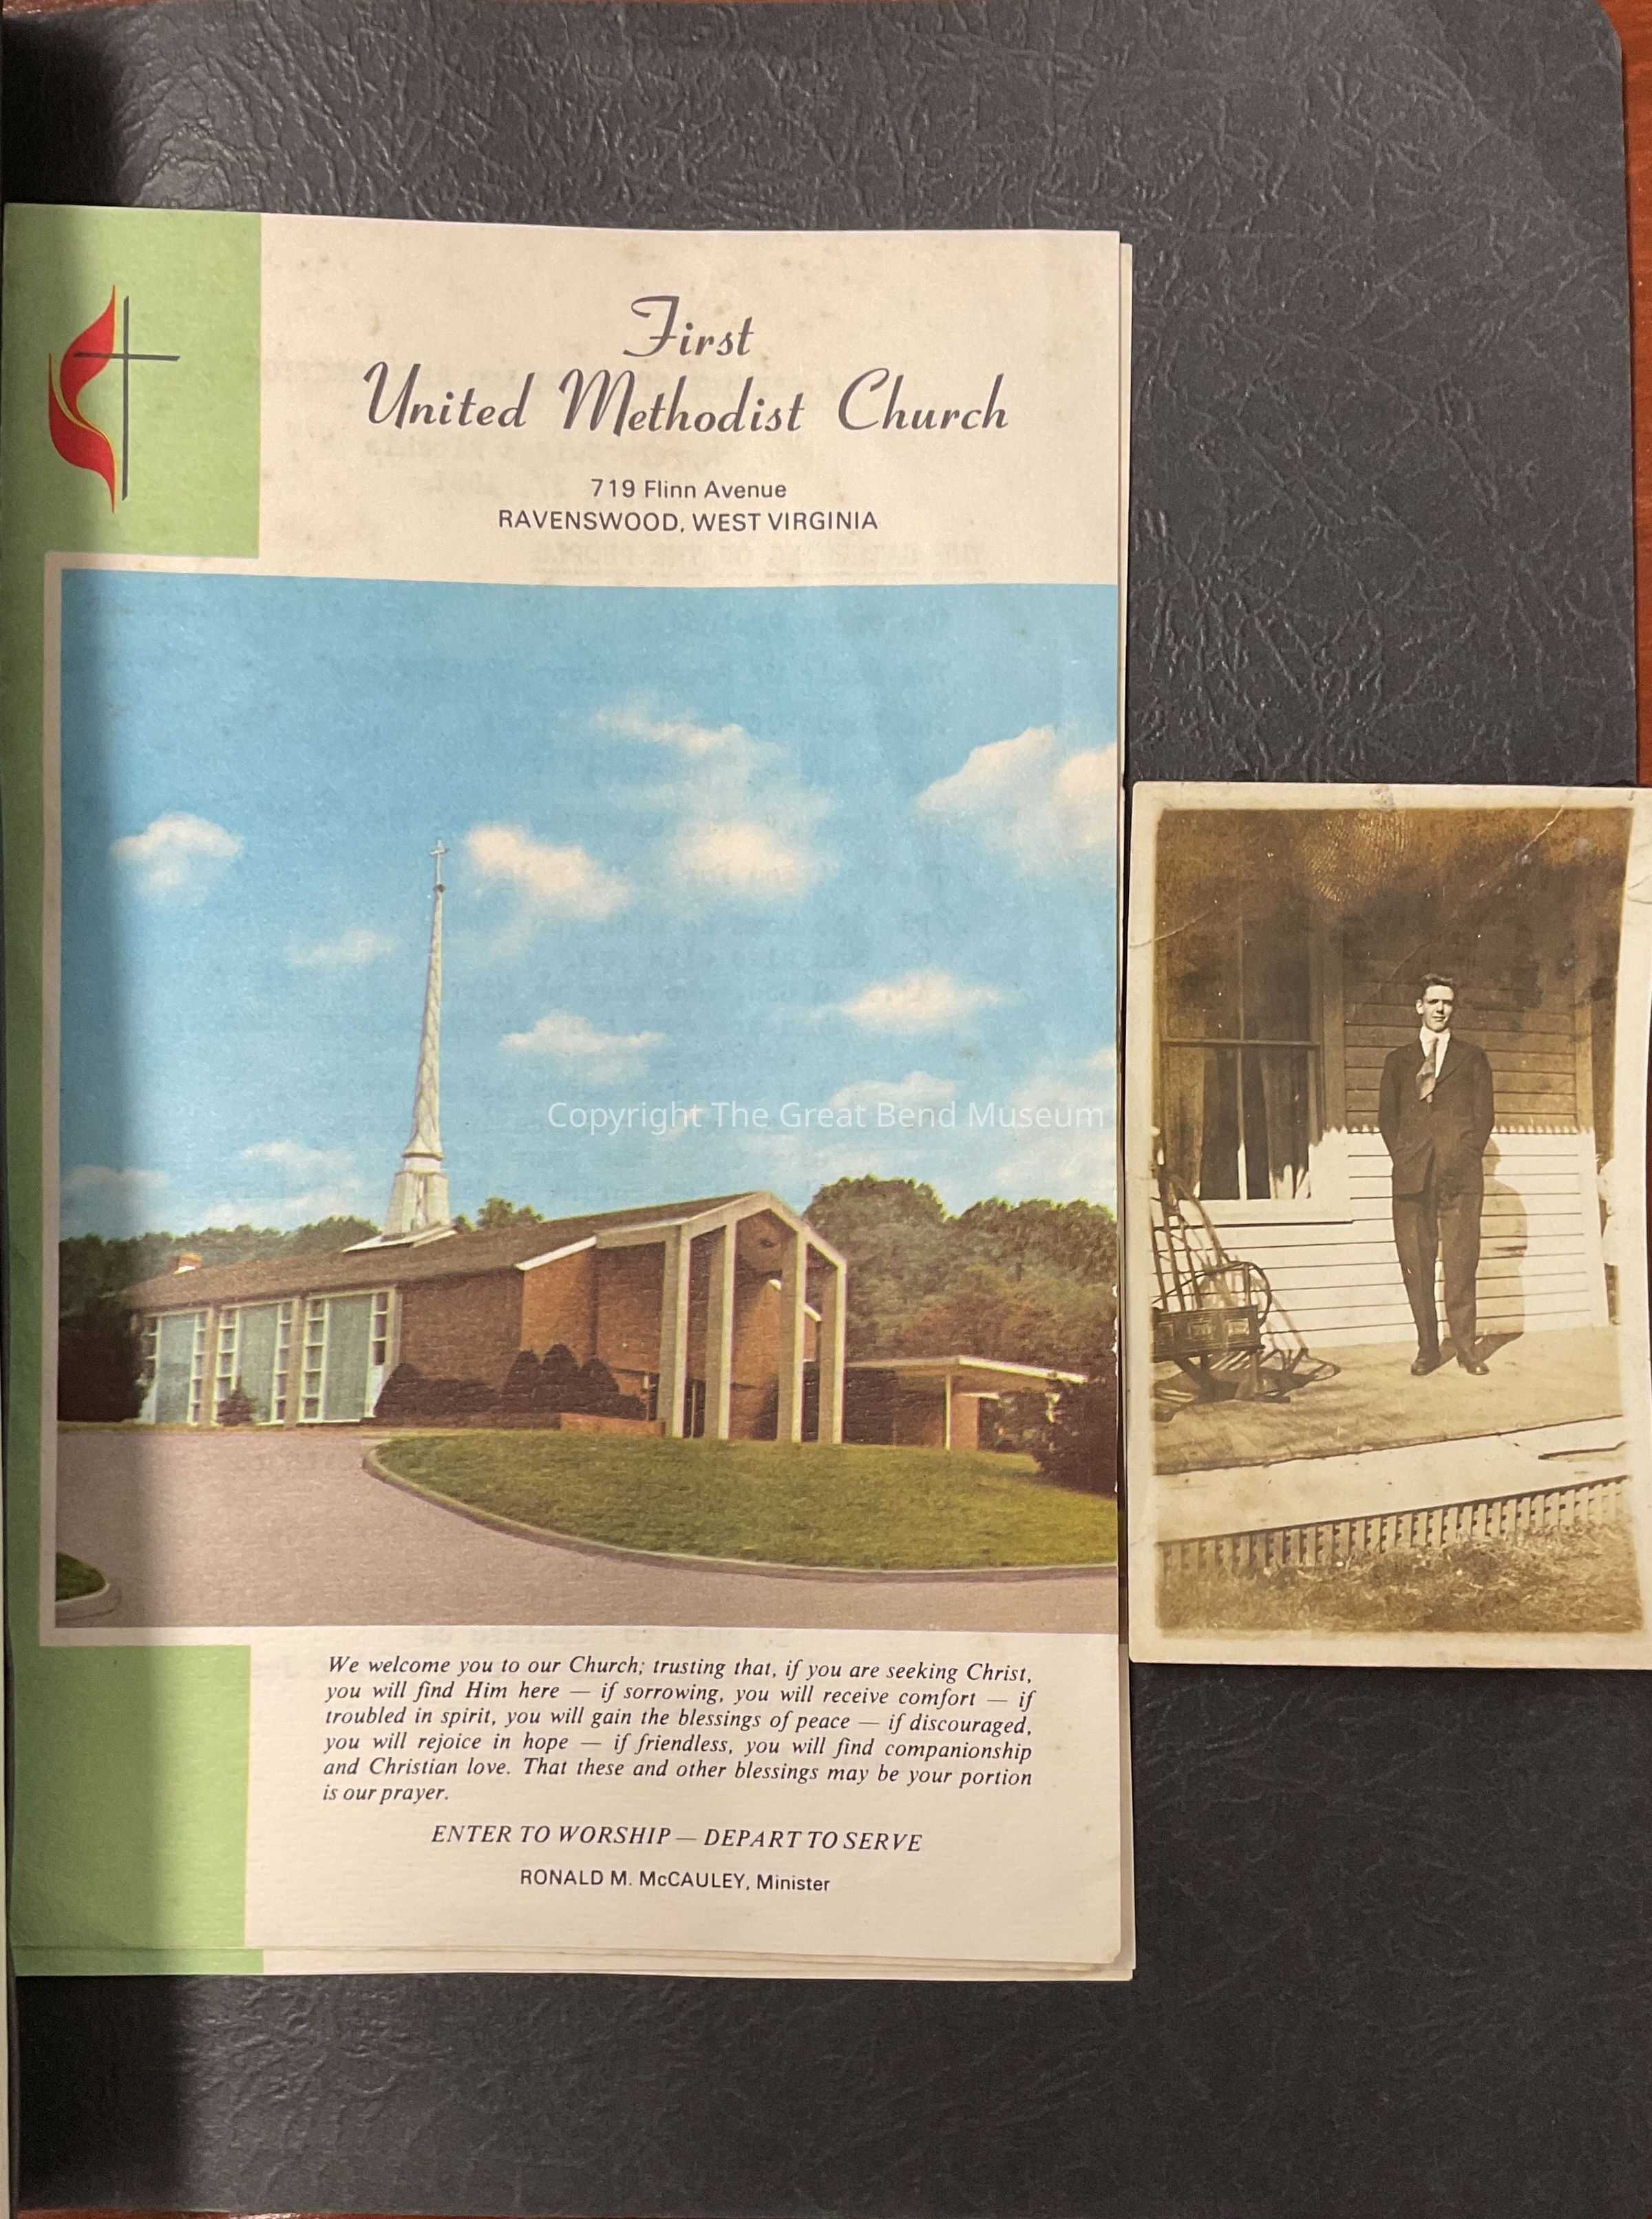 First
United Methodist Church
719 Flinn Avenue
RAVENSWOOD, WEST VIRGINIA
Copyright The Great Bend Museum
We welcome you to our Church; trusting that, if you are seeking Christ,
you will find Him here — if sorrowing, you will receive comfort — if
troubled in spirit, you will gain the blessings of peace — if discouraged,
you will rejoice in hope — if friendless, you will find companionship
and Christian love. That these and other blessings may be your portion
is our prayer.
ENTER TO WORSHIP — DEPART TO SERVE
RONALD M. McCAULEY, Minister